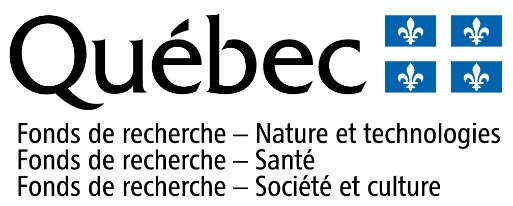 Québec
Fonds de recherche – Nature et technologies
Fonds de recherche – Santé
Fonds de recherche – Société et culture